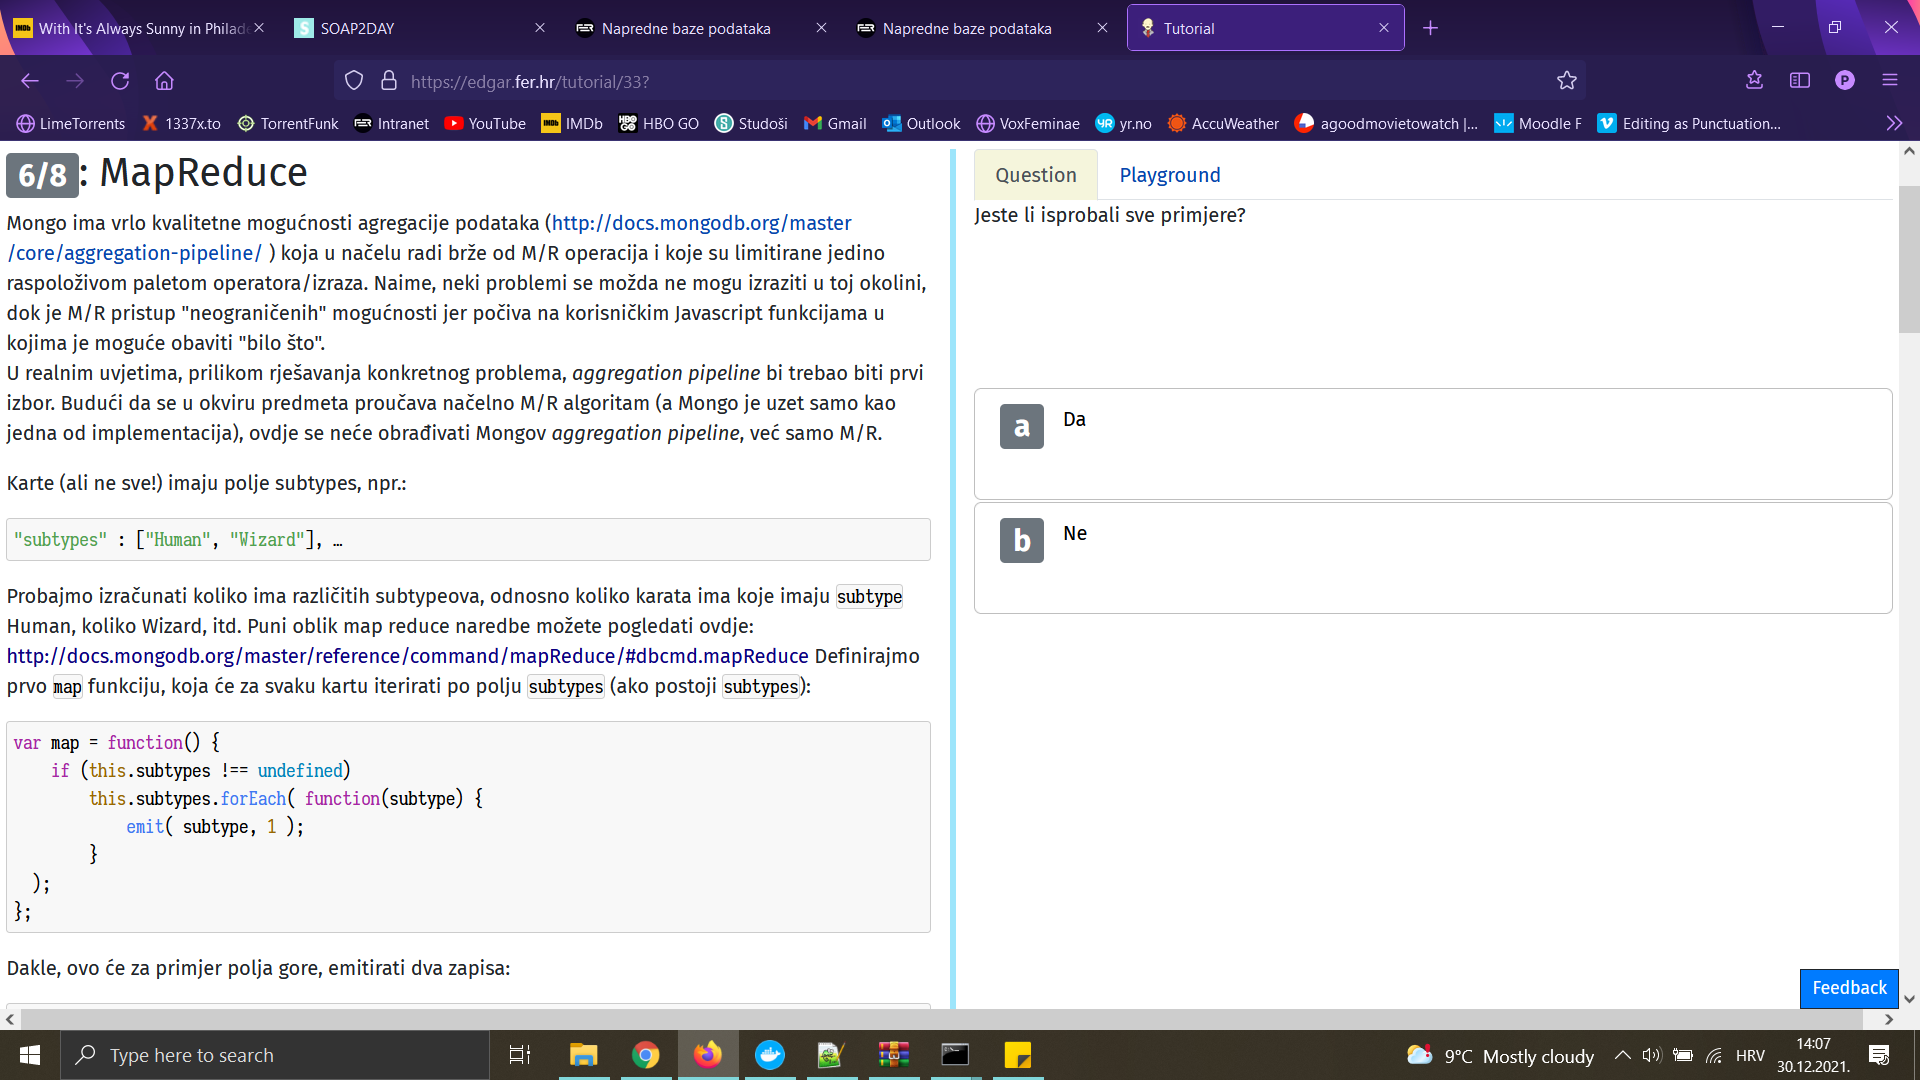 With It's Always Sunny in Philade
SOAP2DAY
Napredne baze podataka
Napredne baze podataka
Tutorial
https://edgar.fer.hr/tutorial/33?
LimeTorrents
1337x.to
TorrentFunk
Intranet
YouTube
IMDb
HBO GO
Studoši
Gmail
Outlook
VoxFeminae
yr.no
AccuWeather
agoodmovietowatch |...
Moodle F
Editing as Punctuation...
6/8: MapReduce
Mongo ima vrlo kvalitetne mogućnosti agregacije podataka (http://docs.mongodb.org/master
/core/aggregation-pipeline/ ) koja u načelu radi brže od M/R operacija i koje su limitirane jedino
raspoloživom paletom operatora/izraza. Naime, neki problemi se možda ne mogu izraziti u toj okolini,
dok je M/R pristup "neograničenih" mogućnosti jer počiva na korisničkim Javascript funkcijama u
kojima je moguće obaviti "bilo što".
U realnim uvjetima, prilikom rješavanja konkretnog problema, aggregation pipeline bi trebao biti prvi
izbor. Budući da se u okviru predmeta proučava načelno M/R algoritam (a Mongo je uzet samo kao
jedna od implementacija), ovdje se neće obrađivati Mongov aggregation pipeline, već samo M/R.
Karte (ali ne sve!) imaju polje subtypes, npr.:
"subtypes" : ["Human", "Wizard"], …
Probajmo izračunati koliko ima različitih subtypeova, odnosno koliko karata ima koje imaju subtype
Human, koliko Wizard, itd. Puni oblik map reduce naredbe možete pogledati ovdje:
http://docs.mongodb.org/master/reference/command/mapReduce/#dbcmd.mapReduce Definirajmo
prvo map funkciju, koja će za svaku kartu iterirati po polju subtypes (ako postoji subtypes):
var map = function() {
if (this.subtypes !== undefined)
this.subtypes.forEach( function(subtype) {
emit( subtype, 1 );
}
);
};
Dakle, ovo će za primjer polja gore, emitirati dva zapisa:
Question
Playground
Jeste li isprobali sve primjere?
a Da
b Ne
Feedback
Type here to search
9°C Mostly cloudy
HRV
14:07
30.12.2021.